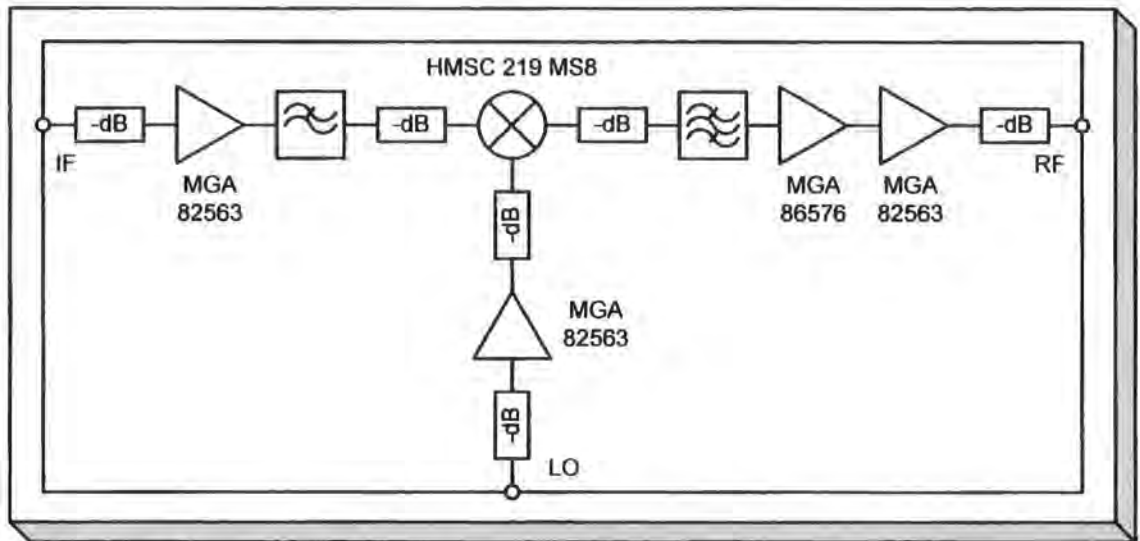 HMSC 219 MS8
-dB
-dB
-dB
-dB
IF
RF
MGA
82563
MGA
86576
MGA
82563
-dB
MGA
82563
-dB
LO